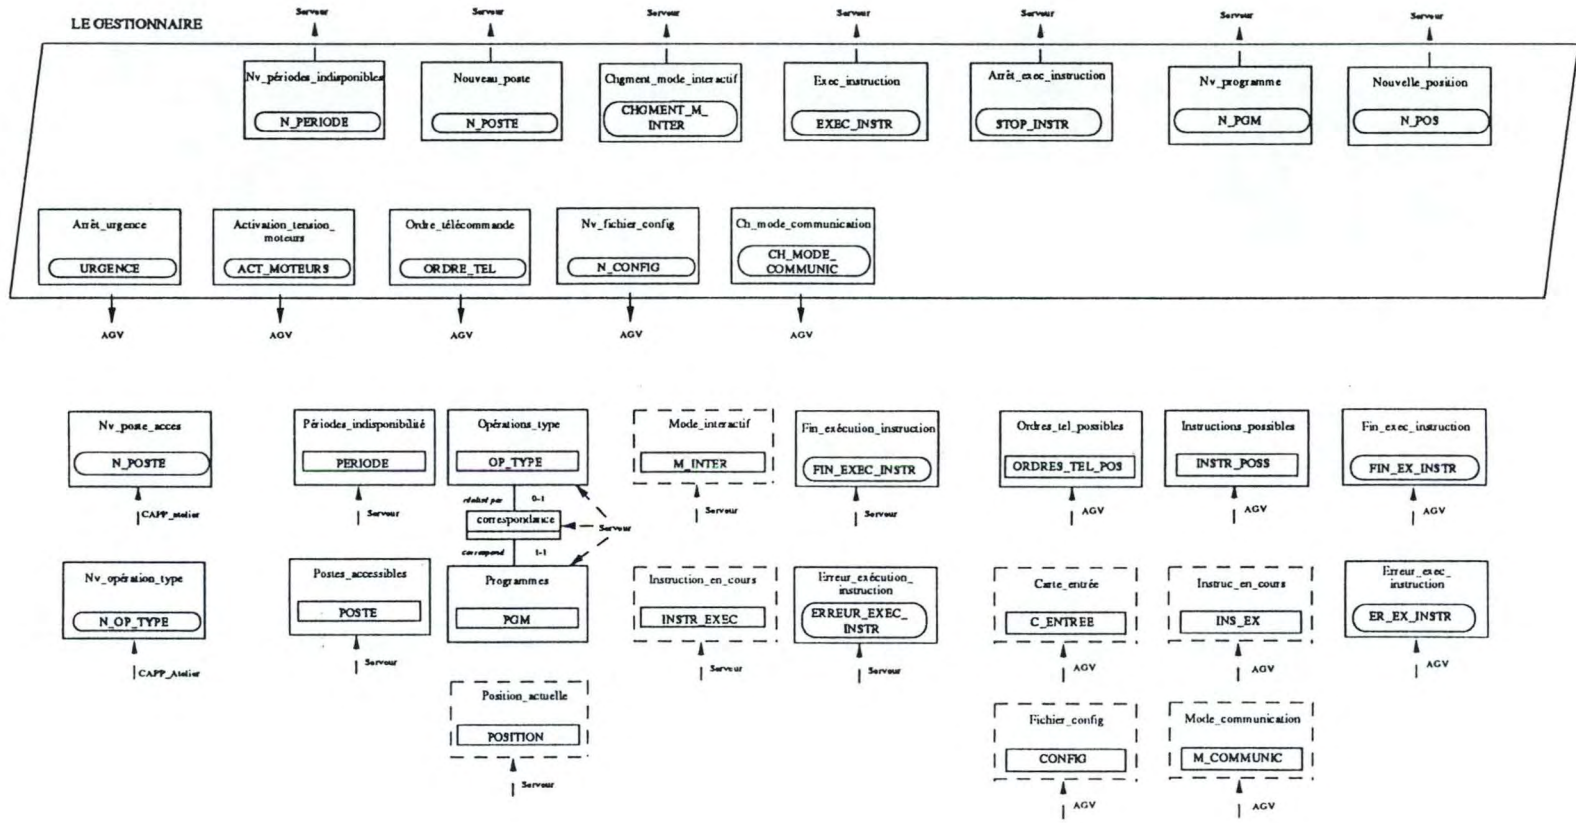 Serveur Serveur Serveur Serveur Serveur Serveur Serveur
LE GESTIONNAIRE
Nv_périodes_indisponibles
N_PERIODE
Nouveau_poste
N_POSTE
Chgment_mode_interactif
CHGMENT_M_
INTER
Exec_instruction
EXEC_INSTR
Arrêt_exec_instruction
STOP_INSTR
Nv_programme
N_PGM
Nouvelle_position
N_POS
Arrêt_urgence
URGENCE
Activation_tension_
moteurs
ACT_MOTEURS
Ordre_télécommande
ORDRE_TEL
Nv_fichier_config
N_CONFIG
Ch_mode_communication
CH_MODE_
COMMUNIC
AGV AGV AGV AGV AGV
Nv_poste_acces
N_POSTE
CAPP_atelier
Périodes_indisponibilité
PERIODE
Serveur
Opérations_type
OP_TYPE
réalisé par 0-1
correspondance
Serveur
correspond 1-1
Programmes
PGM
Mode_interactif
M_INTER
Serveur
Fin_exécution_instruction
FIN_EXEC_INSTR
Serveur
Ordres_tel_possibles
ORDRES_TEL_POS
AGV
Instructions_possibles
INSTR_POSS
AGV
Fin_exec_instruction
FIN_EX_INSTR
AGV
Nv_opération_type
N_OP_TYPE
CAPP_Atelier
Postes_accessibles
POSTE
Serveur
Instruction_en_cours
INSTR_EXEC
Serveur
Erreur_exécution_
instruction
ERREUR_EXEC_
INSTR
Serveur
Carte_entrée
C_ENTREE
AGV
Instruc_en_cours
INS_EX
AGV
Erreur_exec_
instruction
ER_EX_INSTR
AGV
Position_actuelle
POSITION
Serveur
Fichier_config
CONFIG
AGV
Mode_communication
M_COMMUNIC
AGV